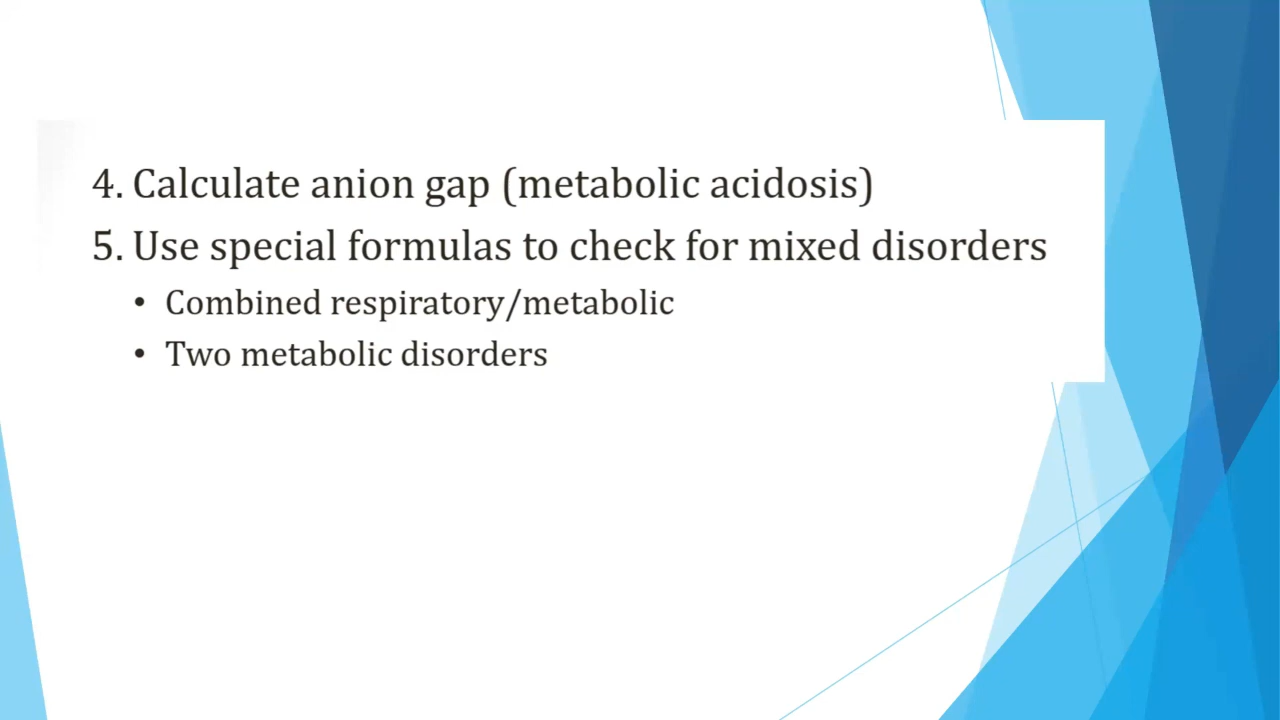 4. Calculate anion gap (metabolic acidosis)
5. Use special formulas to check for mixed disorders
• Combined respiratory/metabolic
• Two metabolic disorders